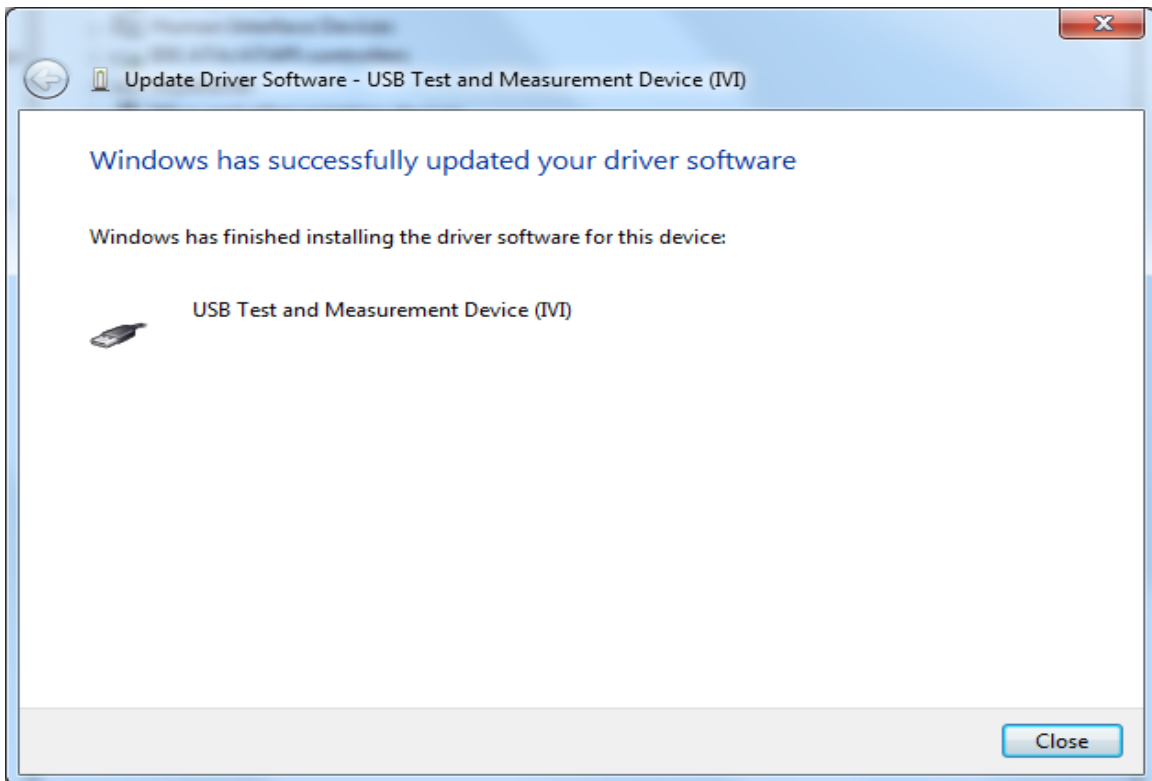 Update Driver Software - USB Test and Measurement Device (IVI)
Windows has successfully updated your driver software
Windows has finished installing the driver software for this device:
USB Test and Measurement Device (IVI)
Close